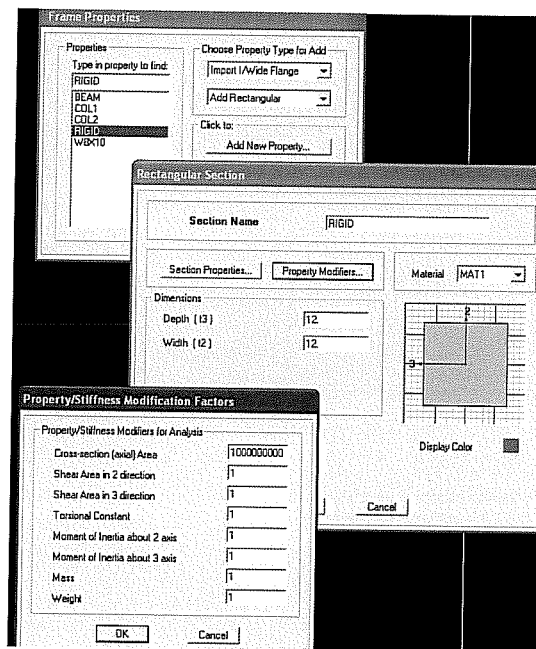 Frame Properties
Properties
Type in property to find:
RIGID
BEAM
COL1
COL2
RIGID
W8X10
Choose Property Type for Add
Import I/Wide Flange
Add Rectangular
Click to:
Add New Property...
Rectangular Section
Section Name
RIGID
Section Properties...
Property Modifiers...
Material
MAT1
Dimensions
Depth ( t3 )
12.
Width ( t2 )
12.
2
3
Display Color
Cancel
Property/Stiffness Modification Factors
Property/Stiffness Modifiers for Analysis
Cross-section (axial) Area
1000000000
Shear Area in 2 direction
1
Shear Area in 3 direction
1
Torsional Constant
1
Moment of Inertia about 2 axis
1
Moment of Inertia about 3 axis
1
Mass
1
Weight
1
OK
Cancel